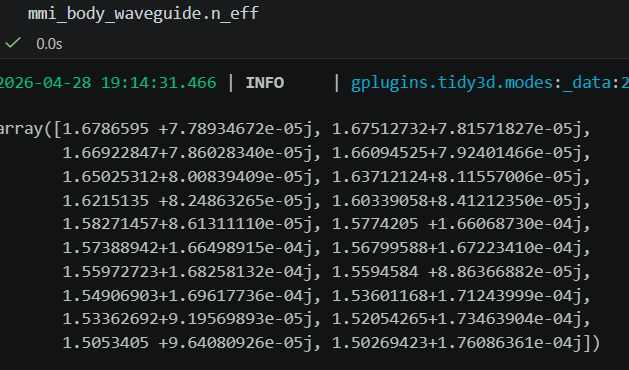 mmi_body_waveguide.n_eff
0.0s
2026-04-28 19:14:31.466 | INFO     | gplugins.tidy3d.modes:_data:2
array([1.6786595 +7.78934672e-05j, 1.67512732+7.81571827e-05j,
1.66922847+7.86028340e-05j, 1.66094525+7.92401466e-05j,
1.65025312+8.00839409e-05j, 1.63712124+8.11557006e-05j,
1.6215135 +8.24863265e-05j, 1.60339058+8.41212350e-05j,
1.58271457+8.61311110e-05j, 1.5774205 +1.66068730e-04j,
1.57388942+1.66498915e-04j, 1.56799588+1.67223410e-04j,
1.55972723+1.68258132e-04j, 1.5594584 +8.86366882e-05j,
1.54906903+1.69617736e-04j, 1.53601168+1.71243999e-04j,
1.53362692+9.19569893e-05j, 1.52054265+1.73463904e-04j,
1.5053405 +9.64080926e-05j, 1.50269423+1.76086361e-04j])